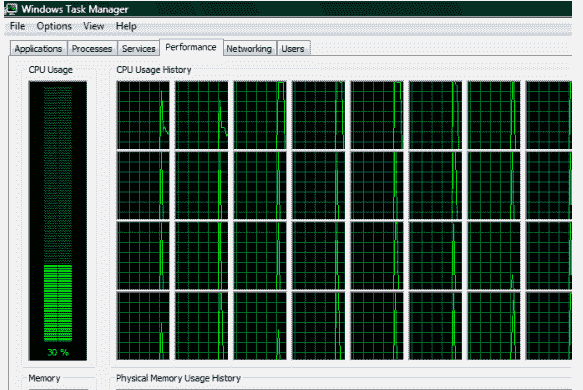 Windows Task Manager
File Options View Help
Applications Processes Services Performance Networking Users
CPU Usage CPU Usage History
30 %
Memory Physical Memory Usage History